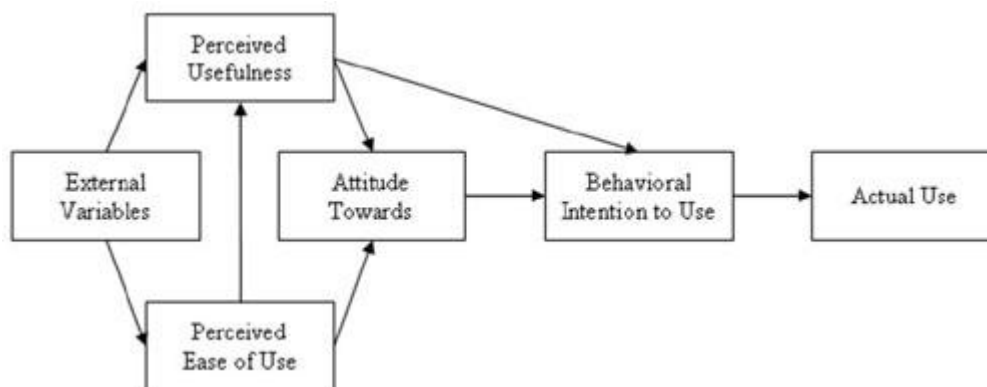 Perceived
Usefulness
External
Variables
Attitude
Towards
Behavioral
Intention to Use
Actual Use
Perceived
Ease of Use